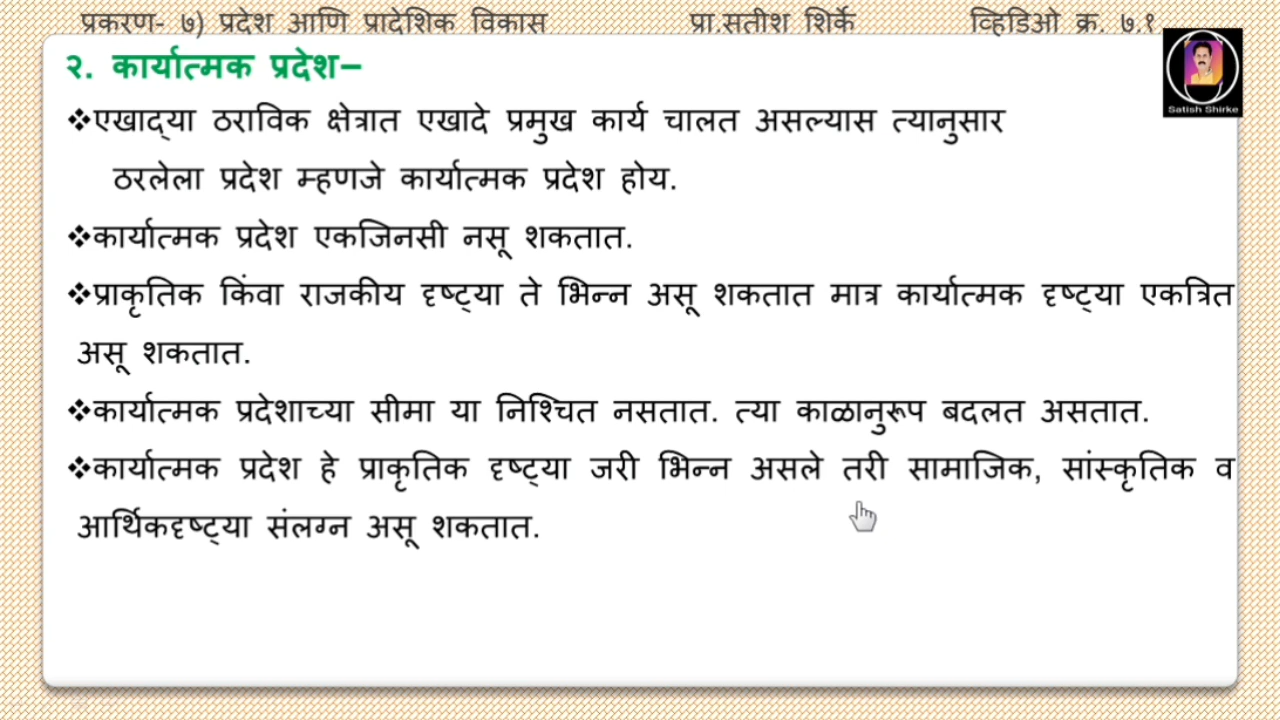 प्रकरण- ७) प्रदेश आणि प्रादेशिक विकास प्रा.सतीश शिर्के व्हिडिओ क्र. ७.१
Satish Shirke
२. कार्यात्मक प्रदेश–
❖एखाद्‌या ठराविक क्षेत्रात एखादे प्रमुख कार्य चालत असल्यास त्यानुसार
ठरलेला प्रदेश म्हणजे कार्यात्मक प्रदेश होय.
❖कार्यात्मक प्रदेश एकजिनसी नसू शकतात.
❖प्राकृतिक किंवा राजकीय दृष्ट्या ते भिन्न असू शकतात मात्र कार्यात्मक दृष्ट्या एकत्रित
असू शकतात.
❖कार्यात्मक प्रदेशाच्या सीमा या निश्चित नसतात. त्या काळानुरूप बदलत असतात.
❖कार्यात्मक प्रदेश हे प्राकृतिक दृष्ट्या जरी भिन्न असले तरी सामाजिक, सांस्कृतिक व
आर्थिकदृष्ट्या संलग्न असू शकतात.